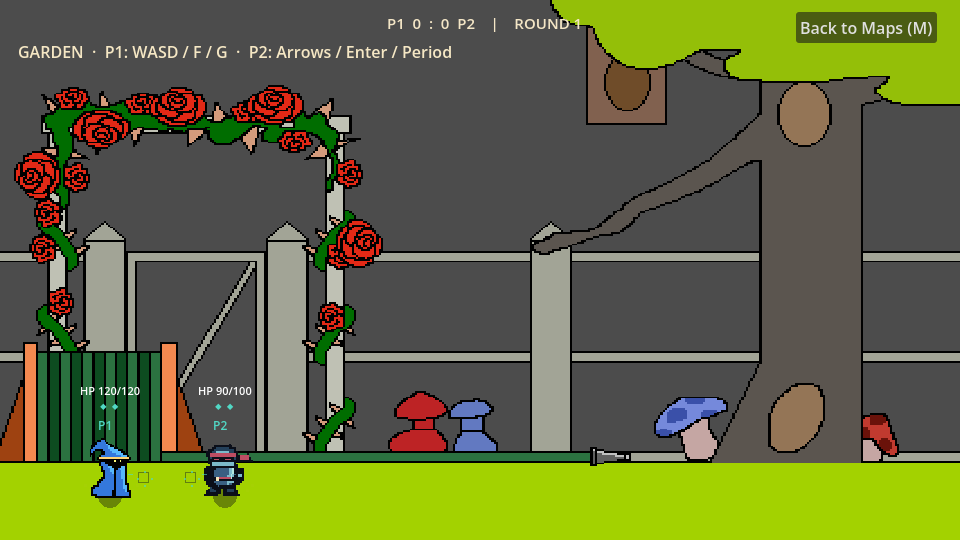 P1 0 : 0 P2 | ROUND 1
Back to Maps (M)
GARDEN · P1: WASD / F / G · P2: Arrows / Enter / Period
HP 120/120
HP 90/100
P1
P2